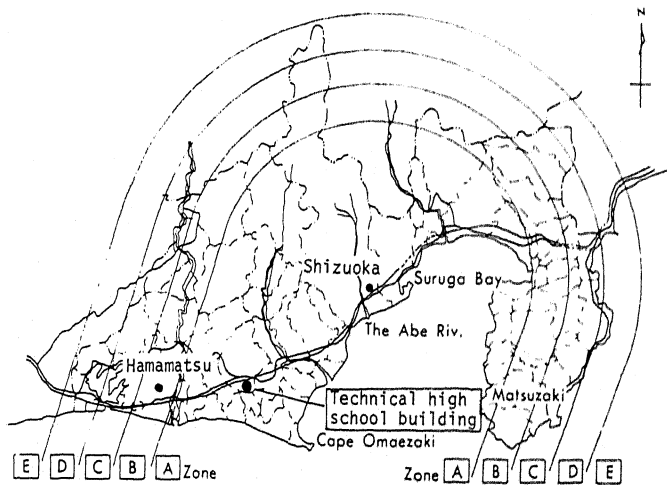 N
Shizuoka
Suruga Bay
The Abe Riv.
Hamamatsu
Technical high
school building
Matsuzaki
Cape Omaezaki
E D C B A Zone
Zone A B C D E